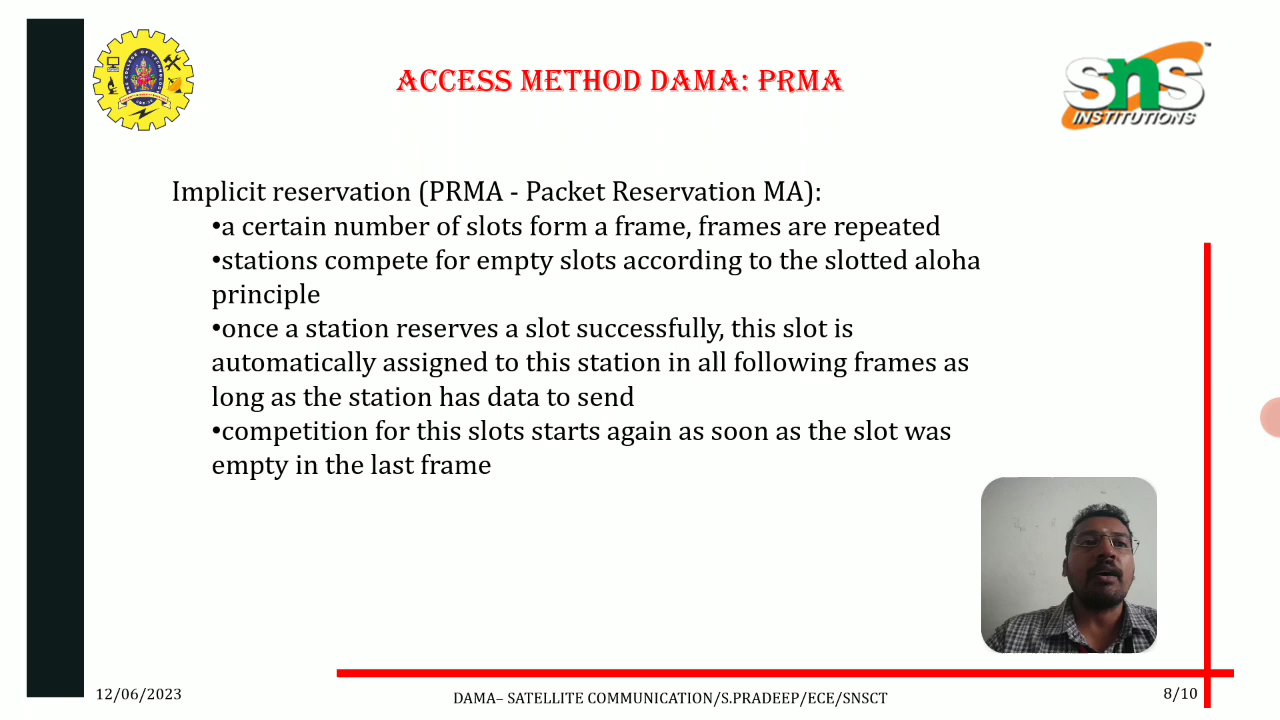 ACCESS METHOD DAMA: PRMA
sns
INSTITUTIONS
Implicit reservation (PRMA - Packet Reservation MA):
•a certain number of slots form a frame, frames are repeated
•stations compete for empty slots according to the slotted aloha
principle
•once a station reserves a slot successfully, this slot is
automatically assigned to this station in all following frames as
long as the station has data to send
•competition for this slots starts again as soon as the slot was
empty in the last frame
12/06/2023
DAMA– SATELLITE COMMUNICATION/S.PRADEEP/ECE/SNSCT
8/10